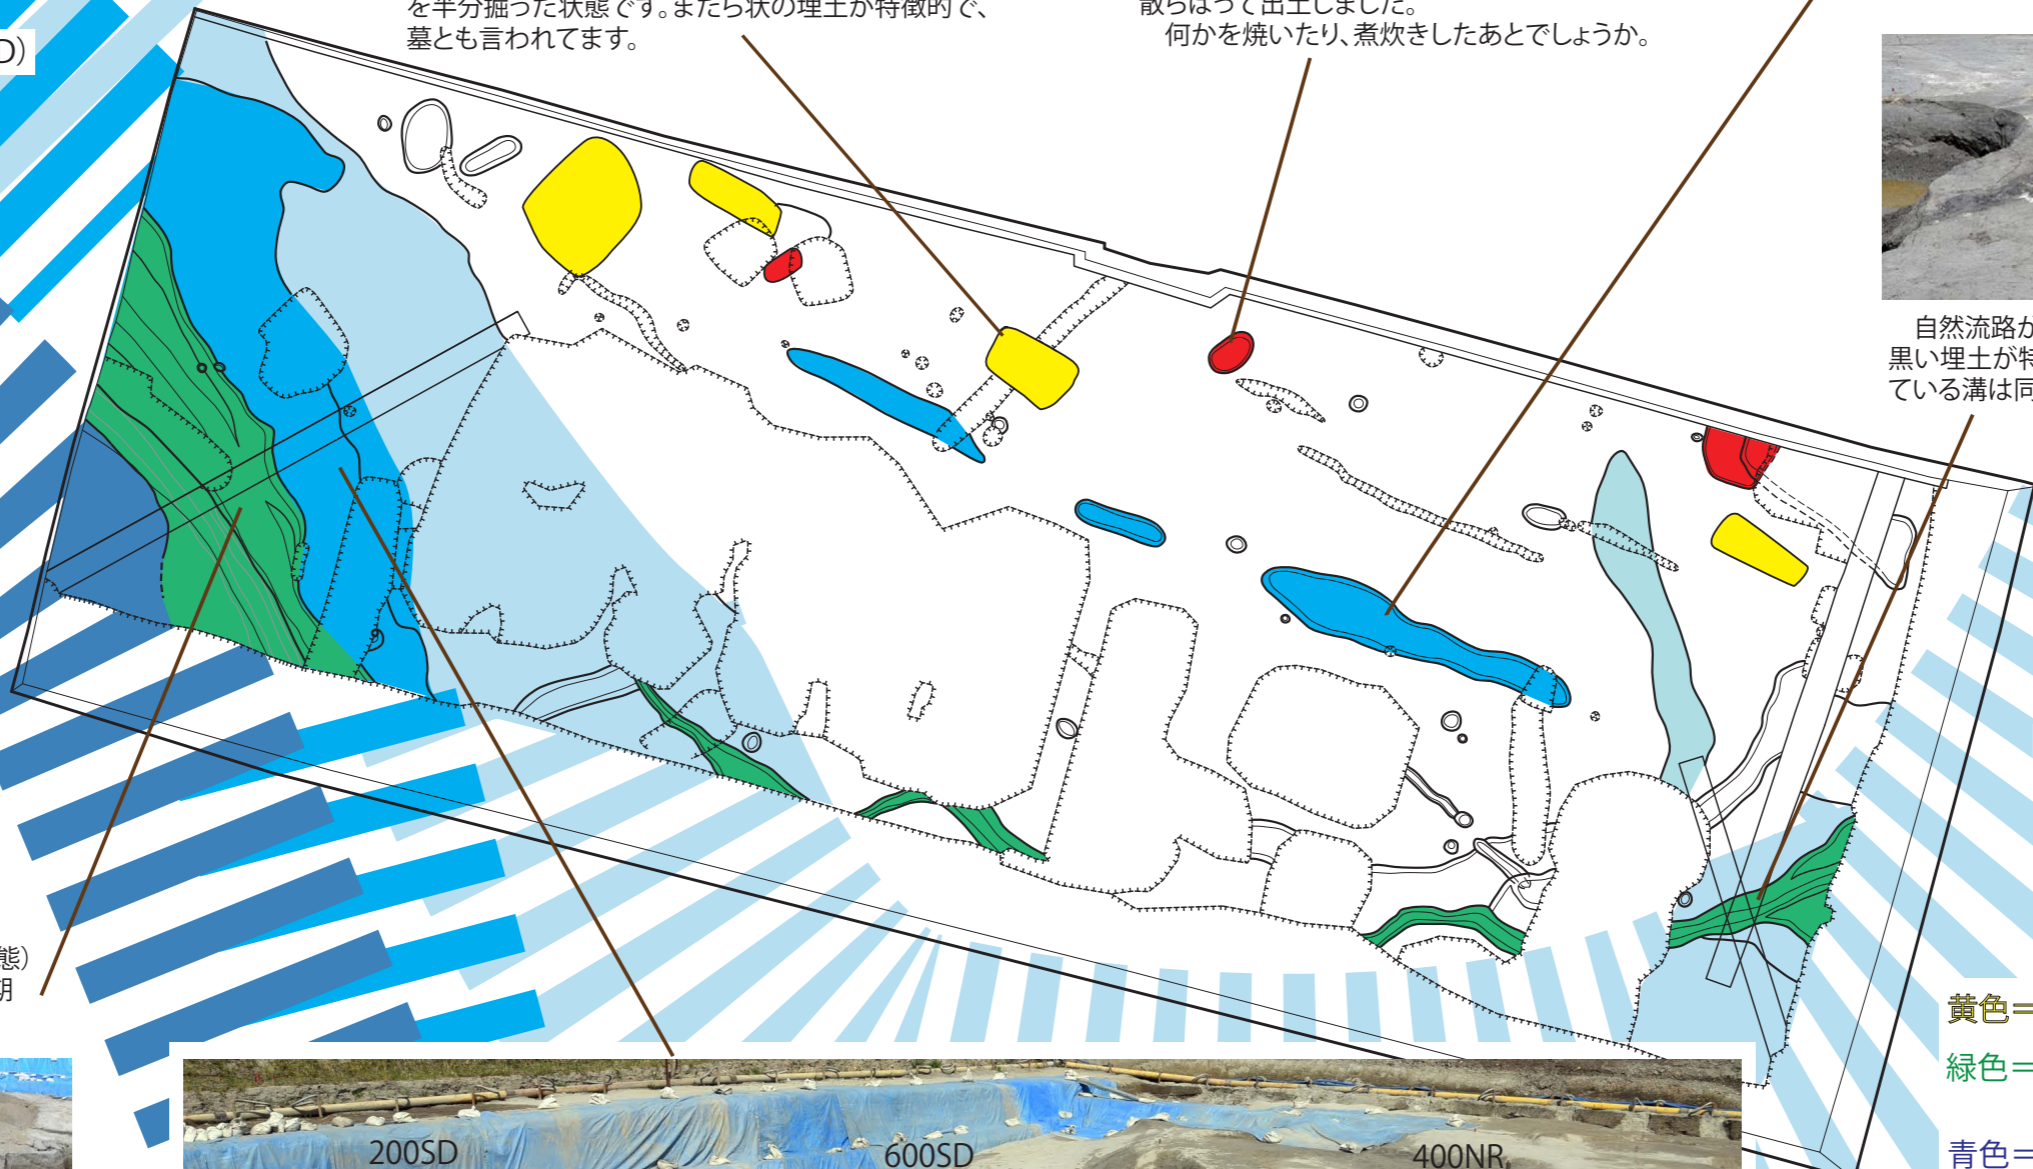 を半分掘った状態です。まだら状の埋土が特徴的で、
墓とも言われてます。
散らばって出土しました。
何かを焼いたり、煮炊きしたあとでしょうか。
D)
自然流路が
黒い埋土が特
ている溝は同
態)
期
黄色=
緑色=
青色=
200SD
600SD
400NR